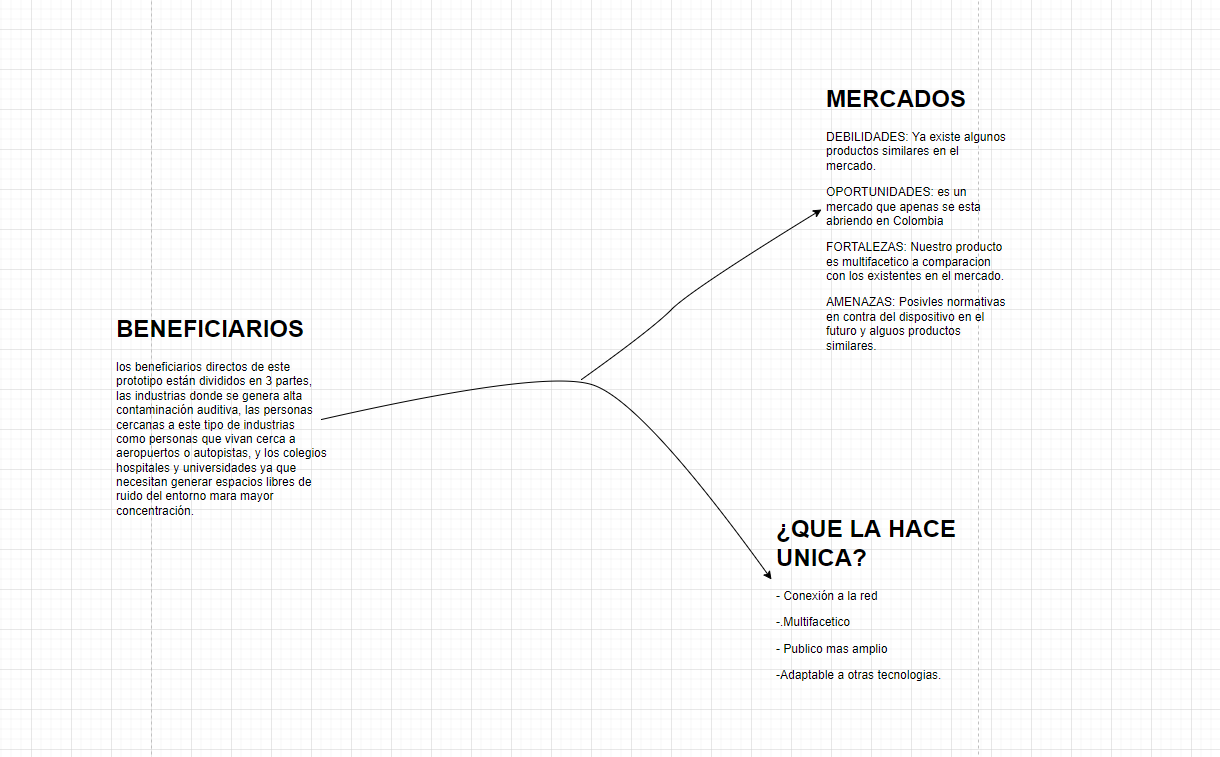 BENEFICIARIOS
los beneficiarios directos de este
prototipo están divididos en 3 partes,
las industrias donde se genera alta
contaminación auditiva, las personas
cercanas a este tipo de industrias
como personas que vivan cerca a
aeropuertos o autopistas, y los colegios
hospitales y universidades ya que
necesitan generar espacios libres de
ruido del entorno mara mayor
concentración.
MERCADOS
DEBILIDADES: Ya existe algunos
productos similares en el
mercado.
OPORTUNIDADES: es un
mercado que apenas se esta
abriendo en Colombia
FORTALEZAS: Nuestro producto
es multifacetico a comparacion
con los existentes en el mercado.
AMENAZAS: Posivles normativas
en contra del dispositivo en el
futuro y alguos productos
similares.
¿QUE LA HACE
UNICA?
- Conexión a la red
-.Multifacetico
- Publico mas amplio
-Adaptable a otras tecnologias.